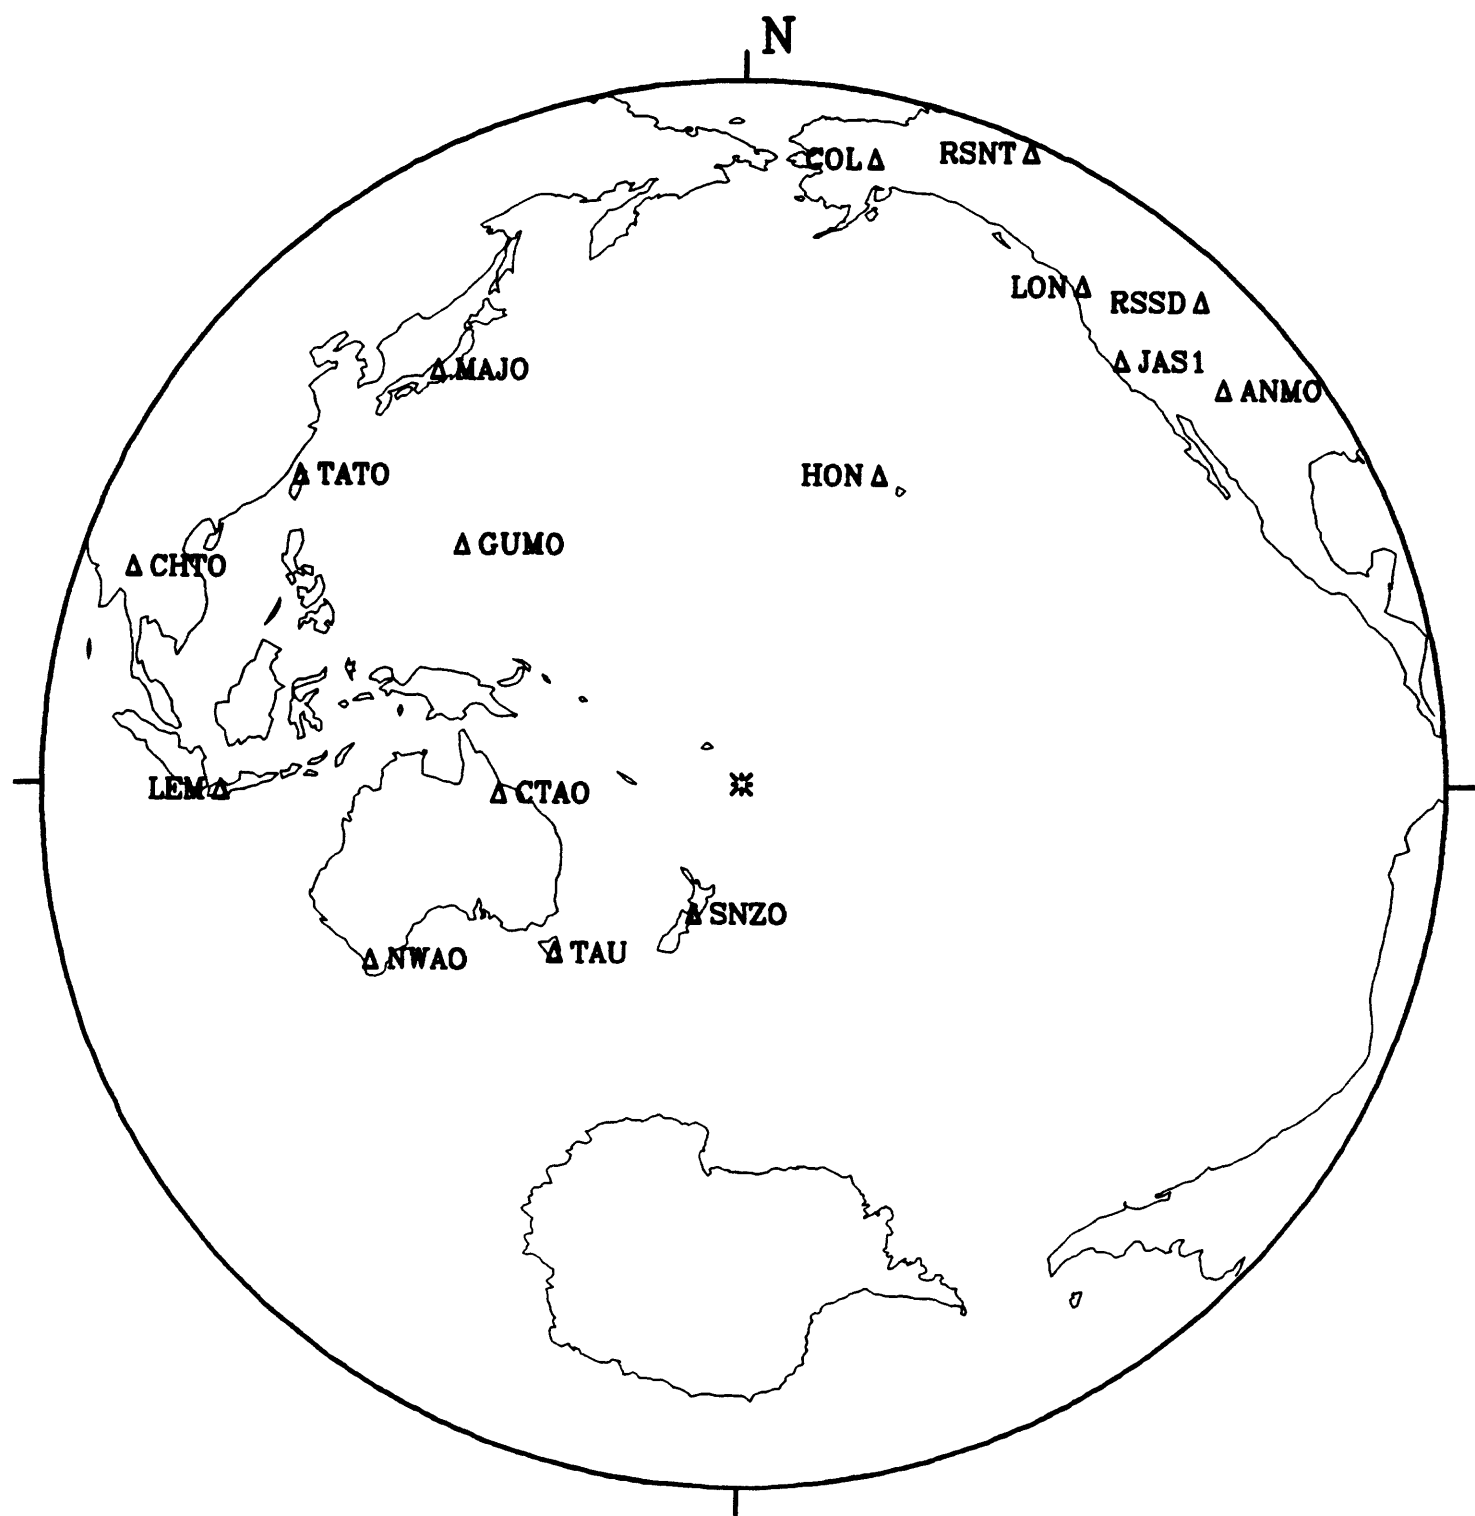 N
COL
RSNT
LON
RSSD
JAS1
MAJO
ANMO
TATO
HON
GUMO
CHTO
LEM
CTAO
SNZO
TAU
NWAO